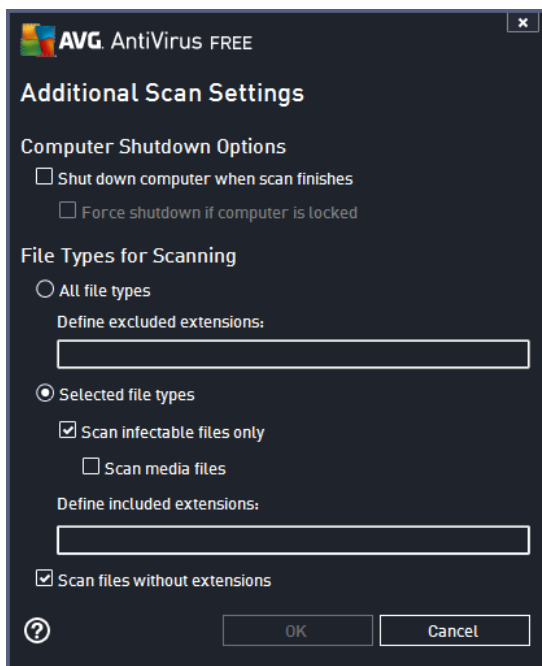 x
AVG. AntiVirus FREE
Additional Scan Settings
Computer Shutdown Options
Shut down computer when scan finishes
Force shutdown if computer is locked
File Types for Scanning
All file types
Define excluded extensions:
Selected file types
Scan infectable files only
Scan media files
Define included extensions:
Scan files without extensions
? OK Cancel